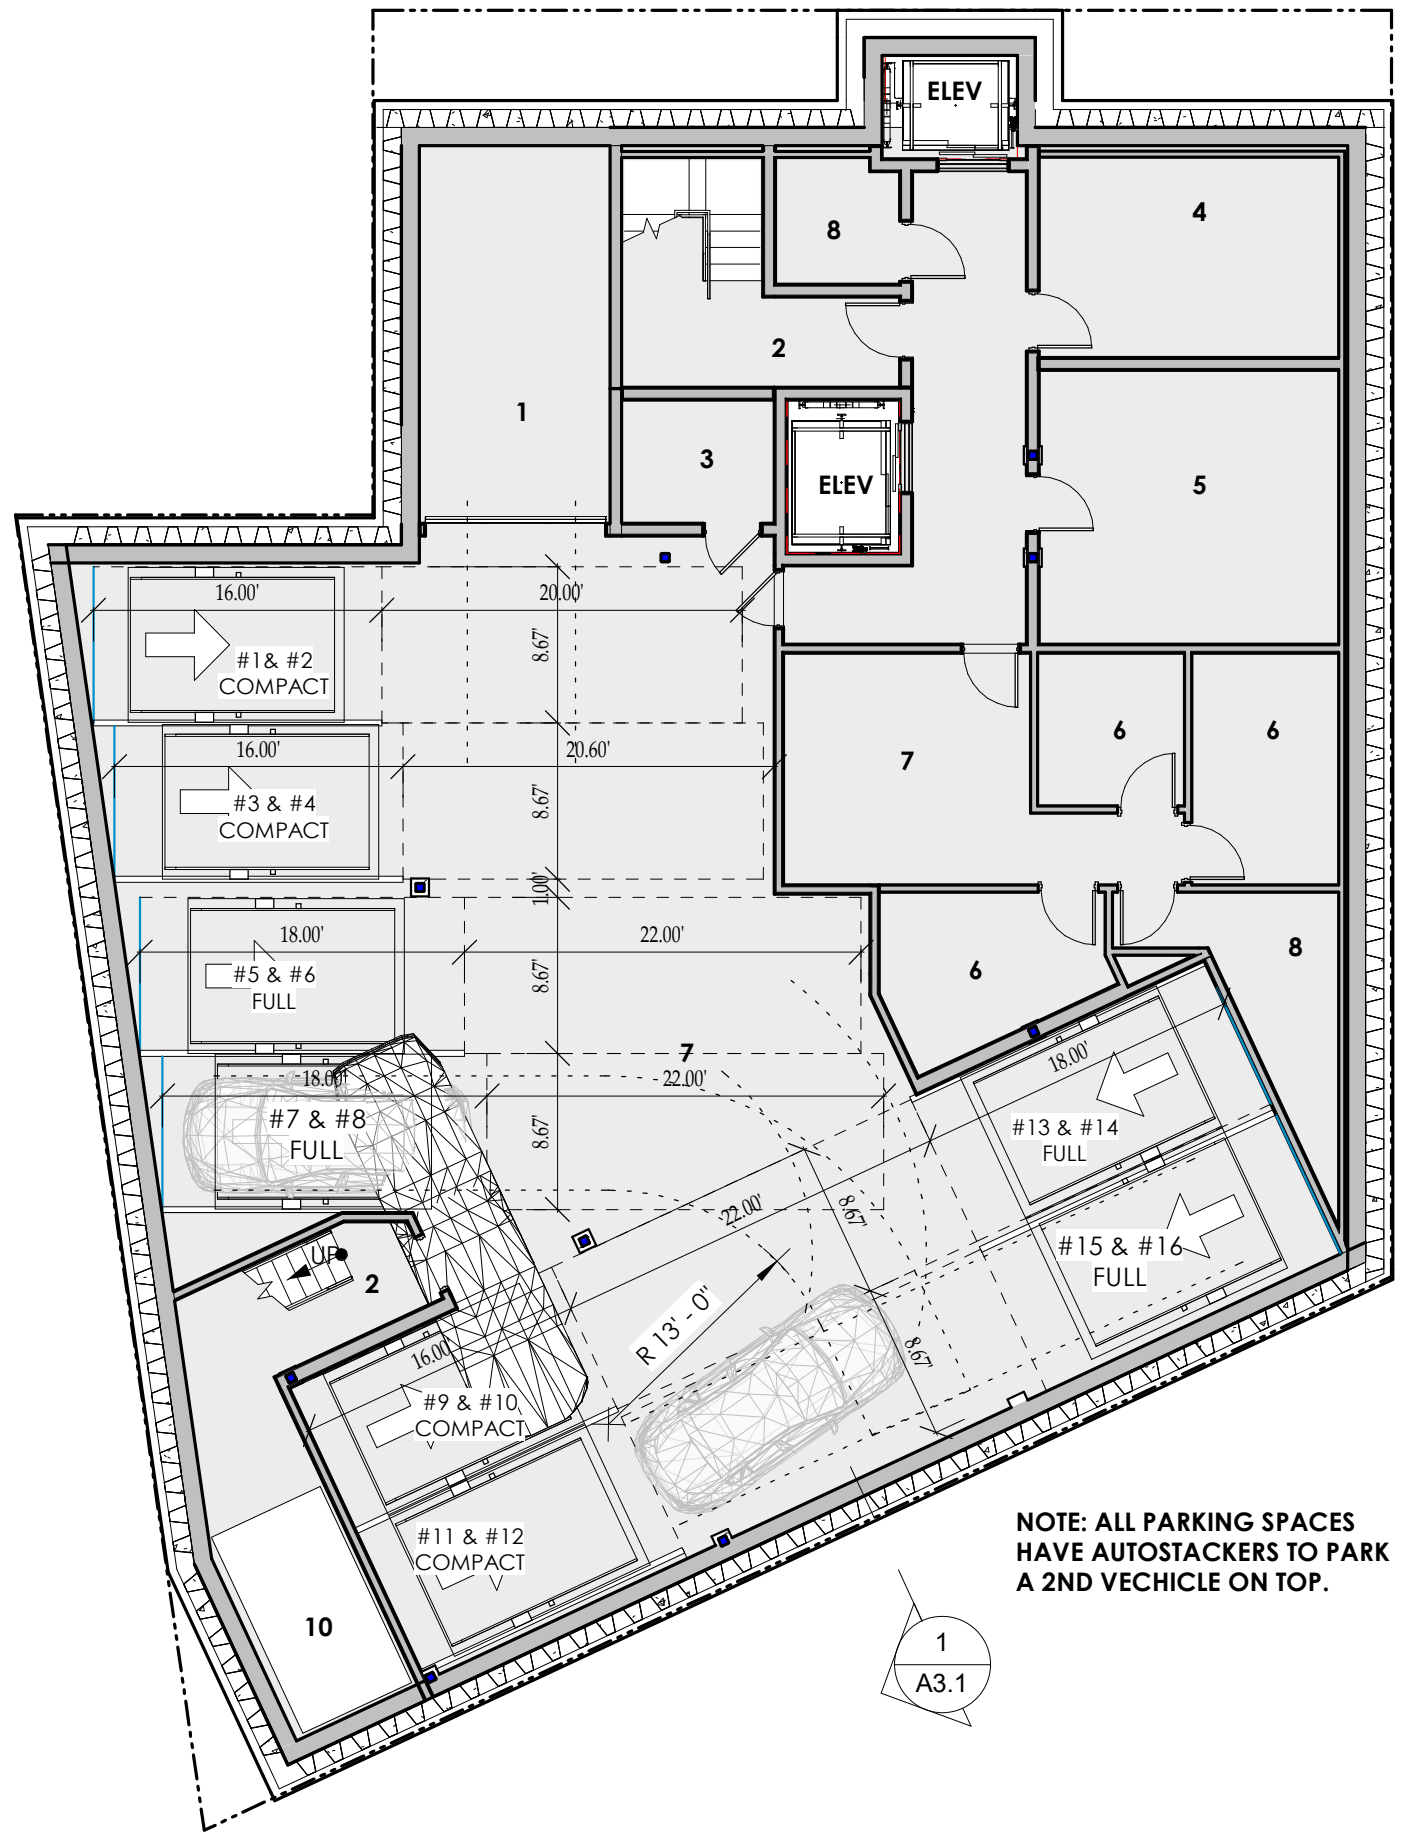 ELEV
4
8
2
1
3
ELEV
5
16.00'
20.00'
8.67'
#1& #2
COMPACT
16.00'
20.60'
#3 & #4
COMPACT
8.67'
7
6
6
1.00'
18.00'
22.00'
#5 & #6
FULL
8.67'
6
8
7
18.00'
22.00'
#7 & #8
FULL
8.67'
18.00'
#13 & #14
FULL
22.00'
8.67'
#15 & #16
FULL
UP
2
R 13' - 0"
8.67'
16.00'
#9 & #10
COMPACT
#11 & #12
COMPACT
10
NOTE: ALL PARKING SPACES
HAVE AUTOSTACKERS TO PARK
A 2ND VECHICLE ON TOP.
1
A3.1